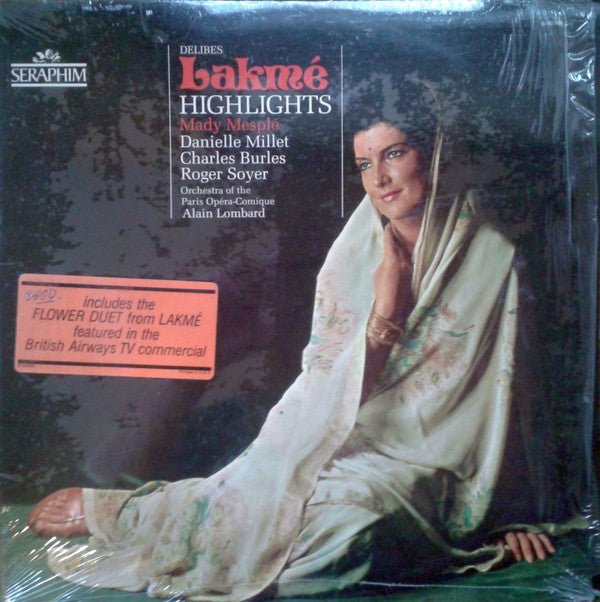 SERAPHIM
DELIBES
Lakmé
HIGHLIGHTS
Mady Mesplé
Danielle Millet
Charles Burles
Roger Soyer
Orchestra of the
Paris Opéra-Comique
Alain Lombard
GOOD.
includes the
FLOWER DUET from LAKMÉ
featured in the
British Airways TV commercial